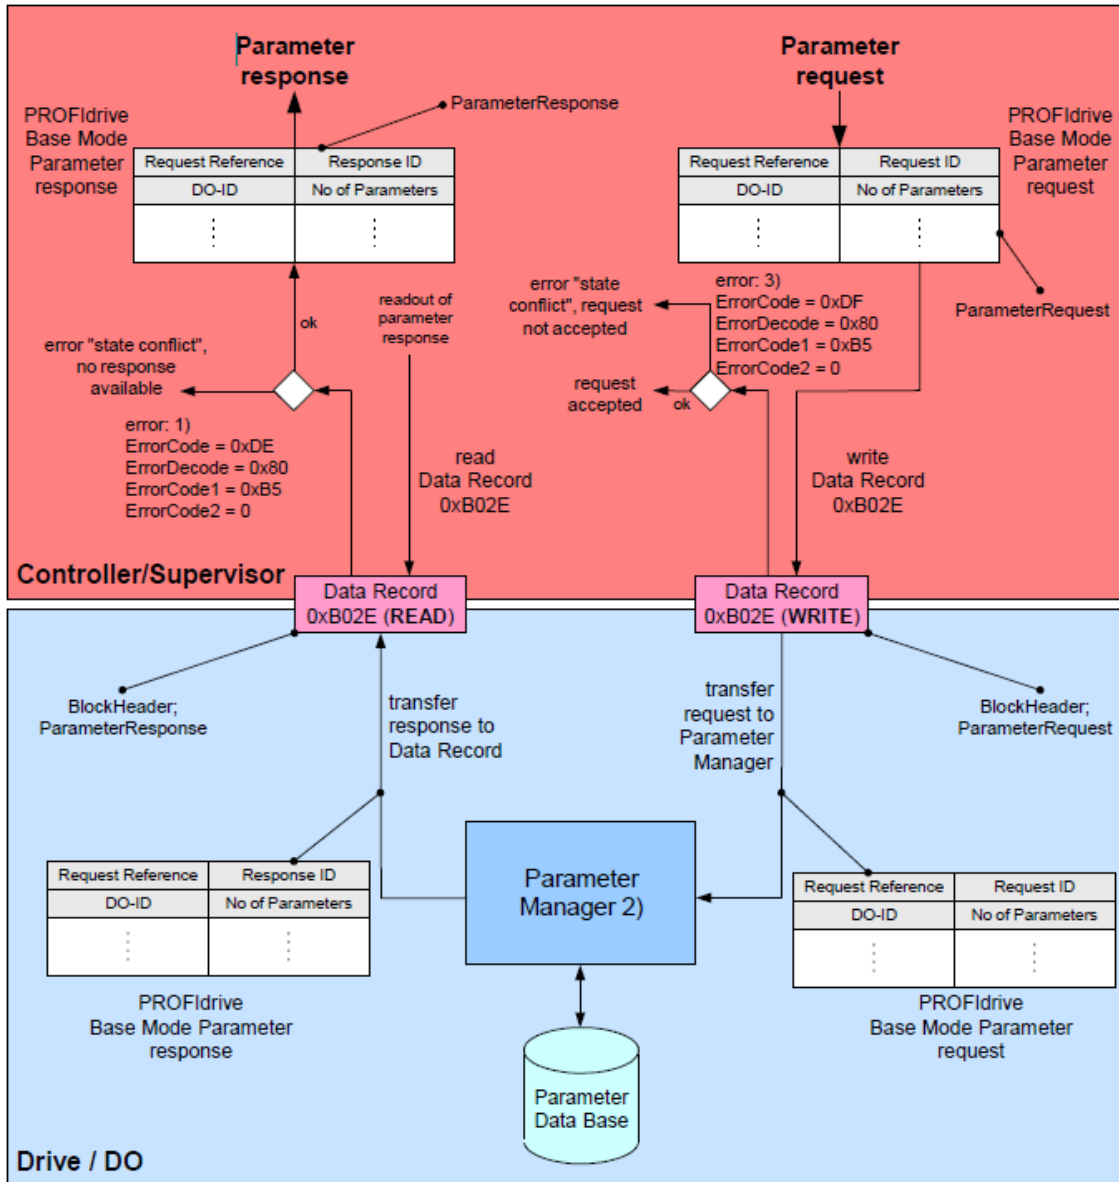 Parameter
response
Parameter
request
PROFIdrive
Base Mode
Parameter
response
ParameterResponse
Request Reference
Response ID
DO-ID
No of Parameters
PROFIdrive
Base Mode
Parameter
request
Request Reference
Request ID
DO-ID
No of Parameters
ParameterRequest
ok
readout of
parameter
response
error "state conflict",
no response
available
error: 1)
ErrorCode = 0xDE
ErrorDecode = 0x80
ErrorCode1 = 0xB5
ErrorCode2 = 0
read
Data Record
0xB02E
error "state
conflict", request
not accepted
error: 3)
ErrorCode = 0xDF
ErrorDecode = 0x80
ErrorCode1 = 0xB5
ErrorCode2 = 0
request
accepted
ok
write
Data Record
0xB02E
Controller/Supervisor
Data Record
0xB02E (READ)
Data Record
0xB02E (WRITE)
BlockHeader;
ParameterResponse
transfer
response to
Data Record
transfer
request to
Parameter
Manager
BlockHeader;
ParameterRequest
Request Reference
Response ID
DO-ID
No of Parameters
PROFIdrive
Base Mode Parameter
response
Parameter
Manager 2)
Request Reference
Request ID
DO-ID
No of Parameters
PROFIdrive
Base Mode Parameter
request
Parameter
Data Base
Drive / DO